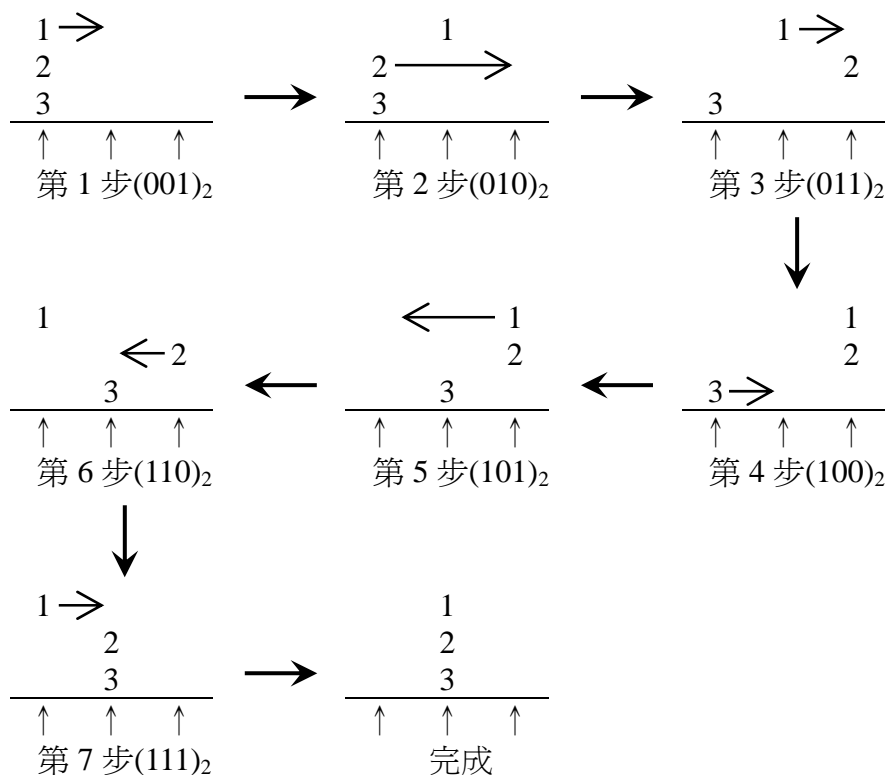 1
2
3
↑ ↑ ↑
第 1 步(001)₂
1
2
3
↑ ↑ ↑
第 2 步(010)₂
1
2
3
↑ ↑ ↑
第 3 步(011)₂
1
2
3
↑ ↑ ↑
第 4 步(100)₂
1
2
3
↑ ↑ ↑
第 5 步(101)₂
1
2
3
↑ ↑ ↑
第 6 步(110)₂
1
2
3
↑ ↑ ↑
第 7 步(111)₂
1
2
3
↑ ↑ ↑
完成